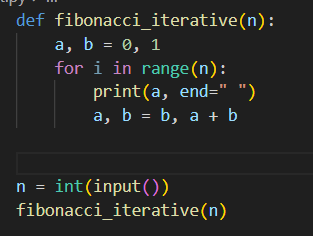 def fibonacci_iterative(n):
    a, b = 0, 1
    for i in range(n):
        print(a, end=" ")
        a, b = b, a + b
n = int(input())
fibonacci_iterative(n)